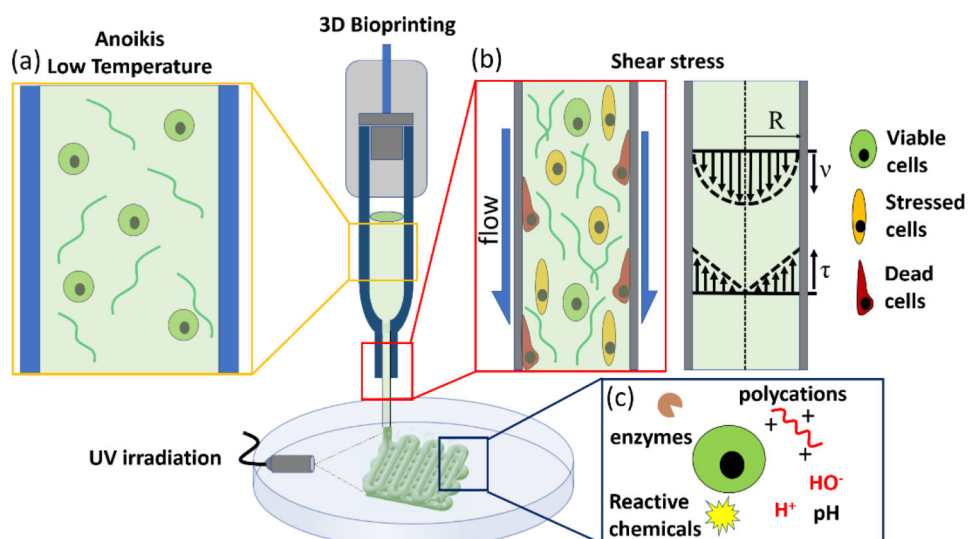 (a)
Anoikis
Low Temperature
3D Bioprinting
(b)
Shear stress
flow
R
v
τ
Viable
cells
Stressed
cells
Dead
cells
UV irradiation
(c)
polycations
+
+
+
enzymes
Reactive
chemicals
HO⁻
H⁺
pH